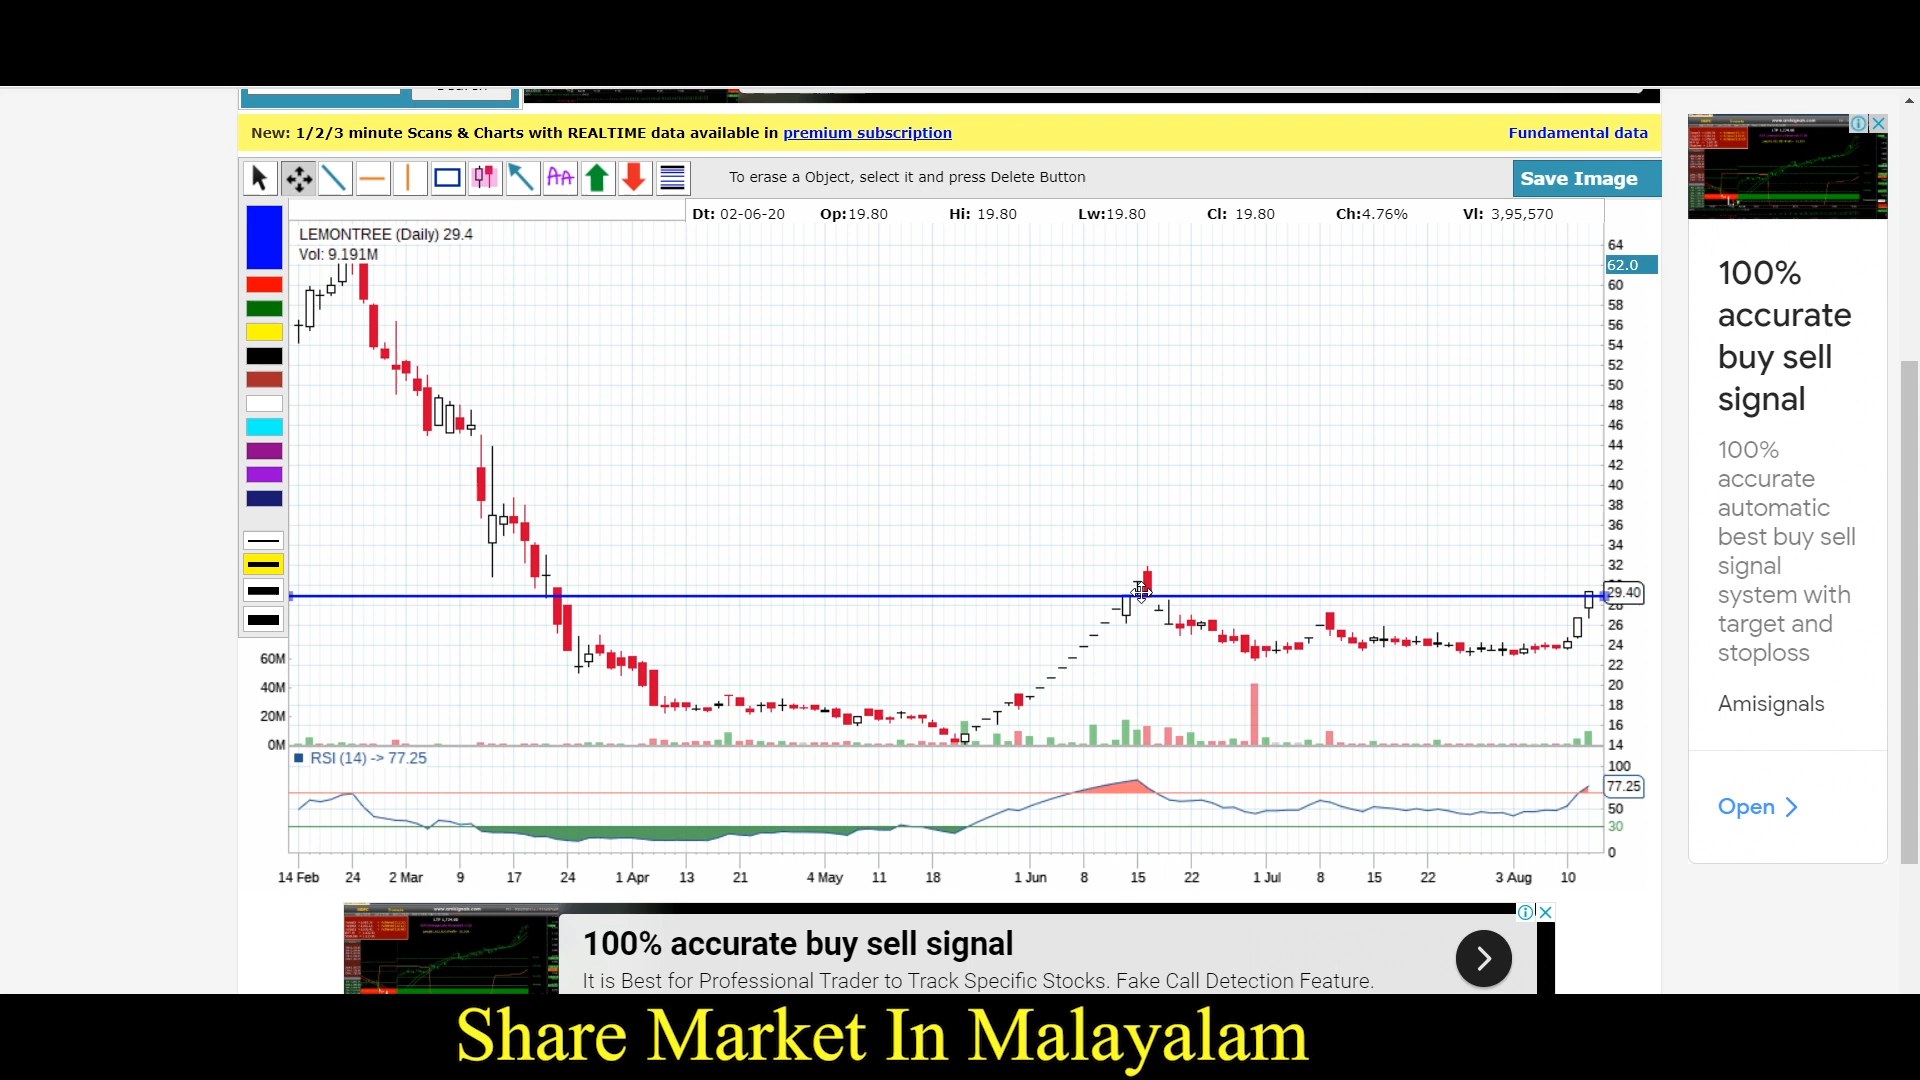 New: 1/2/3 minute Scans & Charts with REALTIME data available in premium subscription
Fundamental data
To erase a Object, select it and press Delete Button
Save Image
Dt: 02-06-20 Op:19.80 Hi: 19.80 Lw:19.80 Cl: 19.80 Ch:4.76% Vl: 3,95,570
LEMONTREE (Daily) 29.4
Vol: 9.191M
64
62.0
60
58
56
54
52
50
48
46
44
42
40
38
36
34
32
29.40
26
24
22
20
18
16
14
60M
40M
20M
0M
RSI (14) -> 77.25
100
77.25
50
30
0
14 Feb 24 2 Mar 9 17 24 1 Apr 13 21 4 May 11 18 1 Jun 8 15 22 1 Jul 8 15 22 3 Aug 10
100%
accurate
buy sell
signal
100%
accurate
automatic
best buy sell
signal
system with
target and
stoploss
Amisignals
Open
100% accurate buy sell signal
It is Best for Professional Trader to Track Specific Stocks. Fake Call Detection Feature.
Share Market In Malayalam